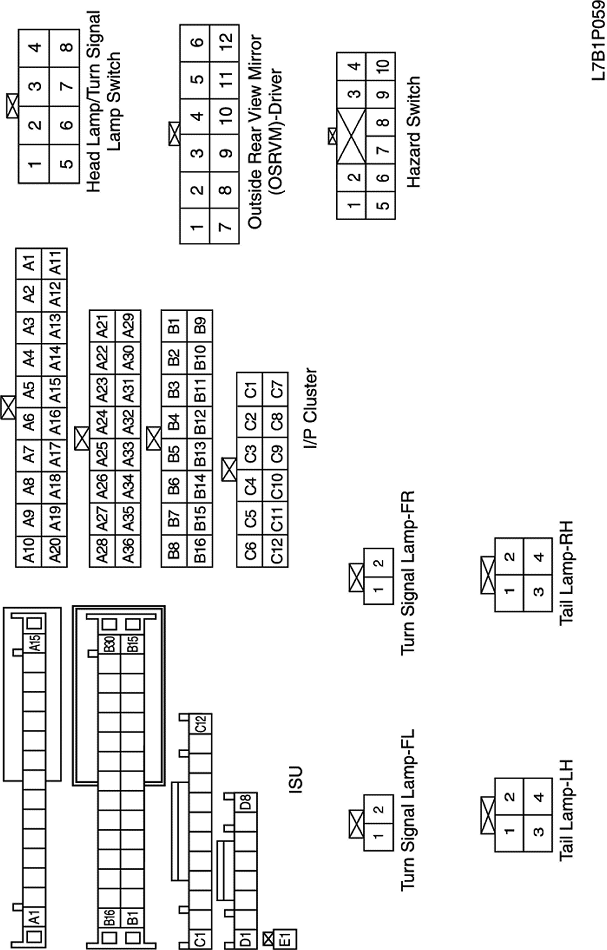 A1 A15
B16 B30
B1 B15
C1 C12
D1 D8
E1
ISU
A10 A9 A8 A7 A6 A5 A4 A3 A2 A1
A20 A19 A18 A17 A16 A15 A14 A13 A12 A11
A28 A27 A26 A25 A24 A23 A22 A21
A36 A35 A34 A33 A32 A31 A30 A29
B8 B7 B6 B5 B4 B3 B2 B1
B16 B15 B14 B13 B12 B11 B10 B9
C6 C5 C4 C3 C2 C1
C12 C11 C10 C9 C8 C7
I/P Cluster
1 2 3 4
5 6 7 8
Head Lamp/Turn Signal
Lamp Switch
1 2 3 4 5 6
7 8 9 10 11 12
Outside Rear View Mirror
(OSRVM)-Driver
1 2 3 4
5 6 7 8 9 10
Hazard Switch
1 2
Turn Signal Lamp-FL
1 2
Turn Signal Lamp-FR
1 2
3 4
Tail Lamp-LH
1 2
3 4
Tail Lamp-RH
L7B1P059